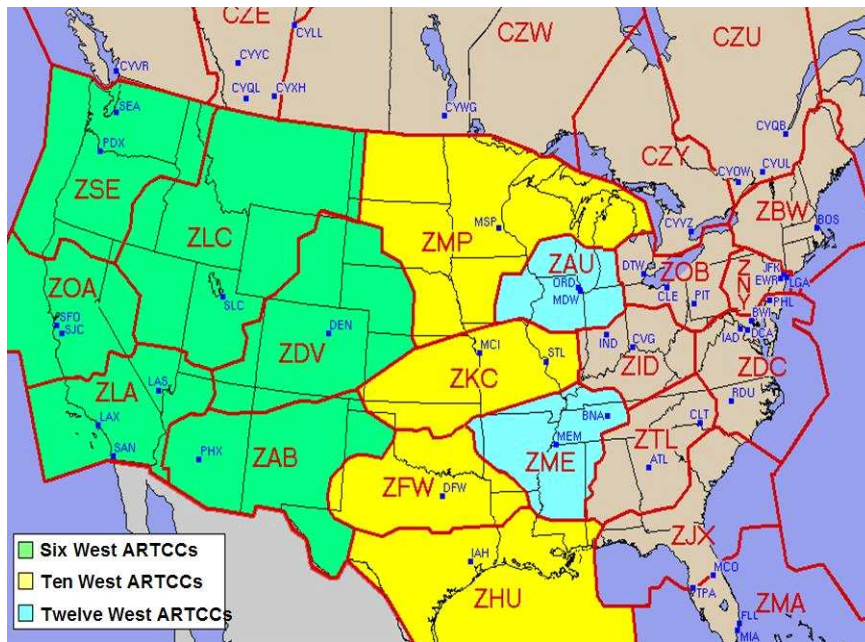 CZE
CYLL
CZW
CZU
CYVR
CYYC
CYQL
CYXH
CYWG
CYQB
SEA
PDX
CZY
CYOW
CYUL
ZSE
ZLC
ZMP
MSP
CYYZ
ZBW
BOS
ZOA
ZAU
DTW
ZOB
ZNY
JFK
EWR
LGA
ORD
MDW
CLE
PIT
PHL
SLC
SFO
SJC
DEN
BWI
IAD
DCA
ZDV
MCI
STL
IND
CVG
ZID
ZDC
ZKC
ZLA
LAS
RDU
LAX
BNA
CLT
SAN
PHX
ZAB
MEM
ZME
ZTL
ATL
ZFW
DFW
ZJX
Six West ARTCCs
Ten West ARTCCs
Twelve West ARTCCs
IAH
ZHU
MCO
TPA
ZMA
FLL
MIA